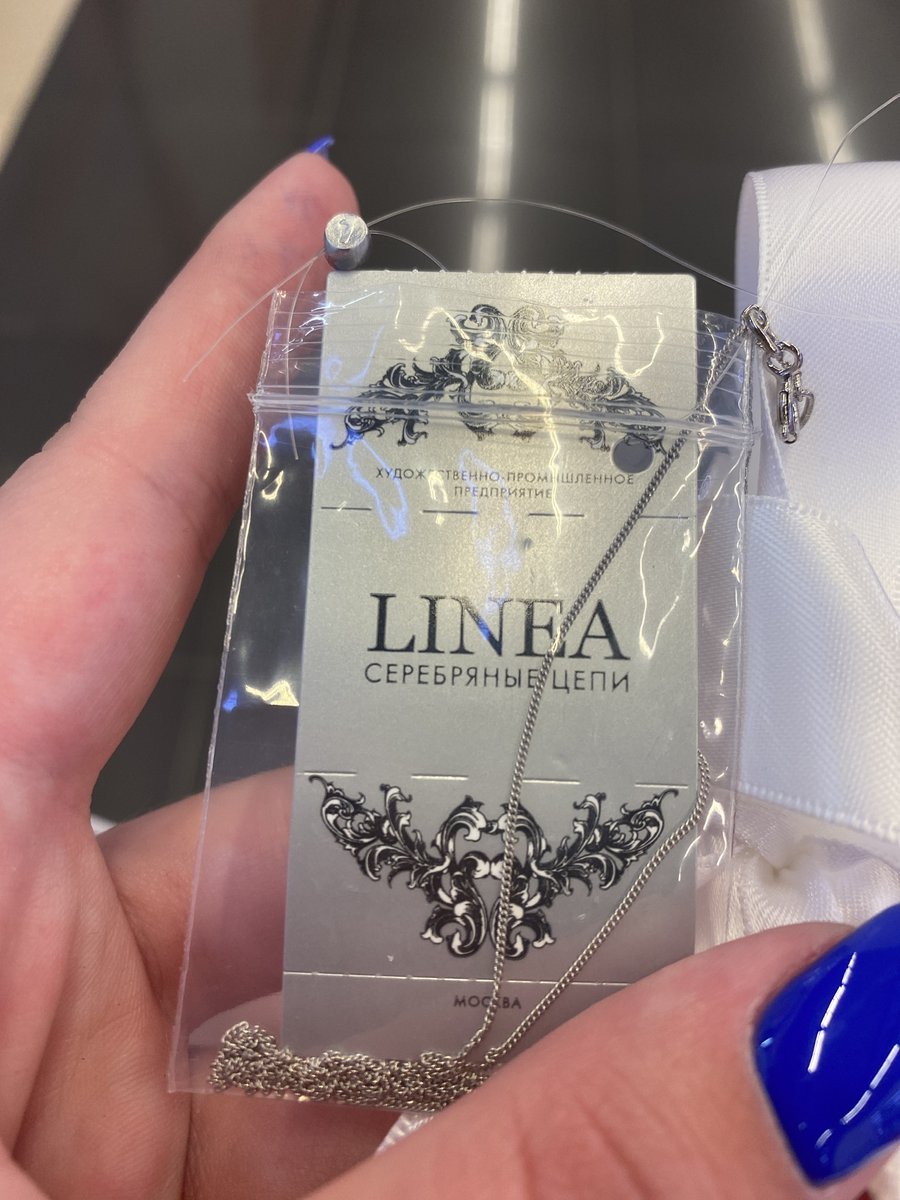 ХУДОЖЕСТВЕННО-ПРОМЫШЛЕННОЕ
ПРЕДПРИЯТИЕ
LINEA
СЕРЕБРЯНЫЕ ЦЕПИ
МОСКВА